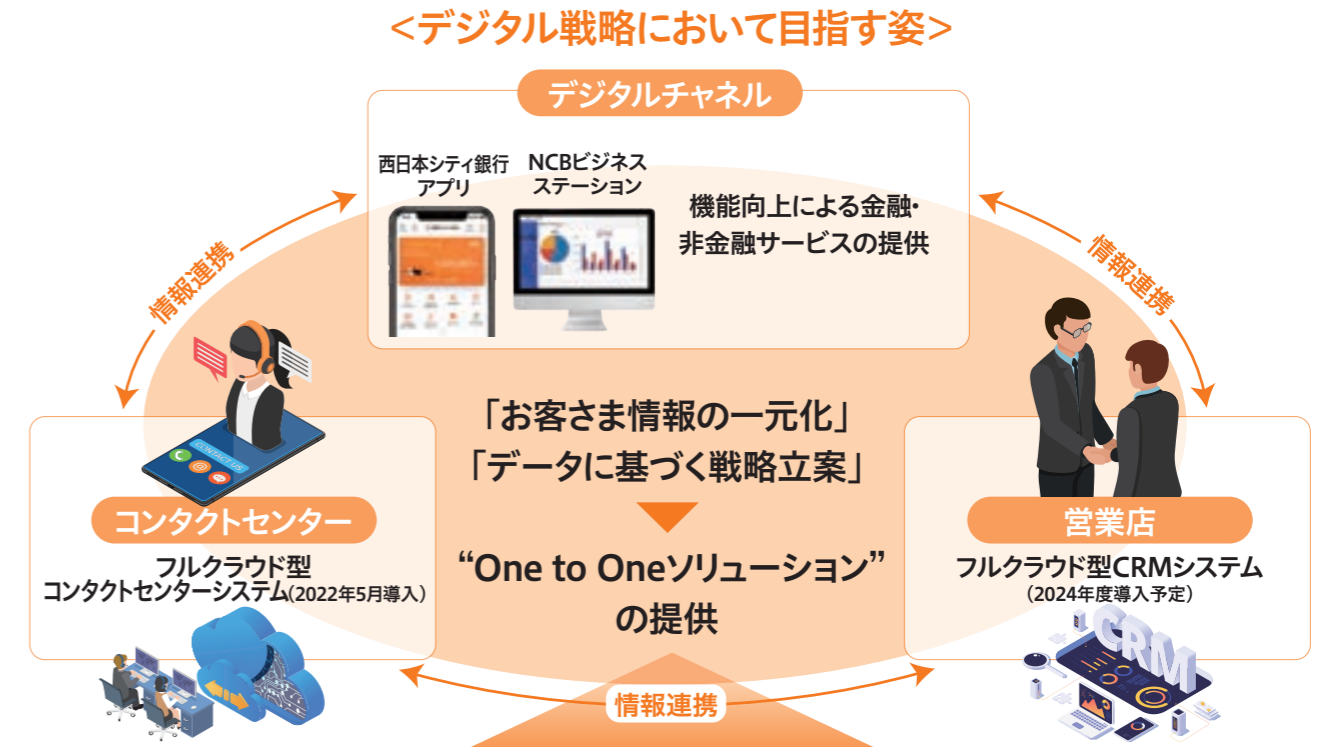 <デジタル戦略において目指す姿>
デジタルチャネル
西日本シティ銀行
アプリ
NCBビジネス
ステーション
機能向上による金融・
非金融サービスの提供
情報連携
情報連携
「お客さま情報の一元化」
「データに基づく戦略立案」
“One to Oneソリューション”
の提供
CONTACT US
コンタクトセンター
フルクラウド型
コンタクトセンターシステム(2022年5月導入)
営業店
フルクラウド型CRMシステム
(2024年度導入予定)
CRM
情報連携